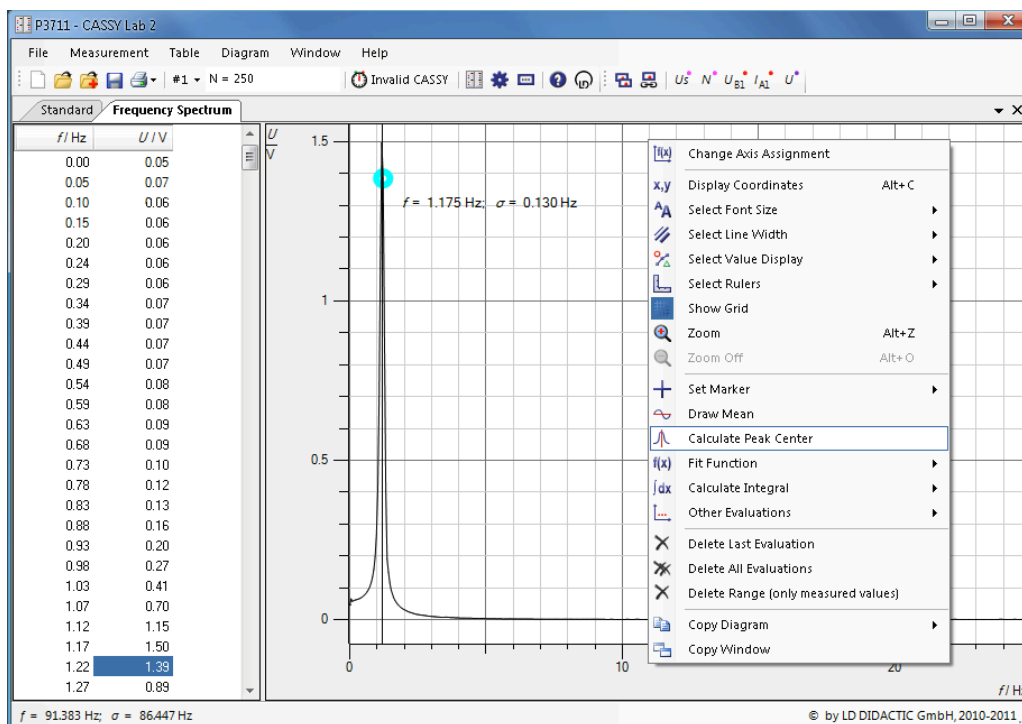 P3711 - CASSY Lab 2
File Measurement Table Diagram Window Help
#1 N = 250 Invalid CASSY Us N UB1 IA1 U
Standard Frequency Spectrum
f / Hz U / V
0.00 0.05
0.05 0.07
0.10 0.06
0.15 0.06
0.20 0.06
0.24 0.06
0.29 0.06
0.34 0.07
0.39 0.07
0.44 0.07
0.49 0.07
0.54 0.08
0.59 0.08
0.63 0.09
0.68 0.09
0.73 0.10
0.78 0.12
0.83 0.13
0.88 0.16
0.93 0.20
0.98 0.27
1.03 0.41
1.07 0.70
1.12 1.15
1.17 1.50
1.22 1.39
1.27 0.89
U
V
1.5
1
0.5
0
f = 1.175 Hz; σ = 0.130 Hz
0 10 20
f / H
f(x) Change Axis Assignment
x,y Display Coordinates Alt+C
AA Select Font Size
Select Line Width
Select Value Display
Select Rulers
Show Grid
Zoom Alt+Z
Zoom Off Alt+O
Set Marker
Draw Mean
Calculate Peak Center
f(x) Fit Function
∫dx Calculate Integral
Other Evaluations
Delete Last Evaluation
Delete All Evaluations
Delete Range (only measured values)
Copy Diagram
Copy Window
f = 91.383 Hz; σ = 86.447 Hz © by LD DIDACTIC GmbH, 2010-2011